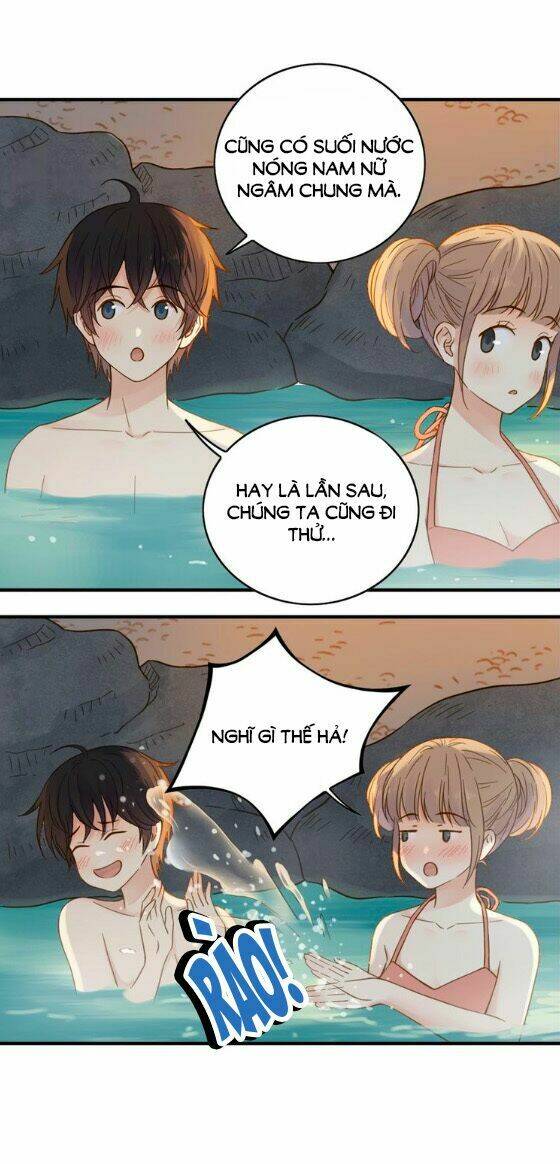 CŨNG CÓ SUỐI NƯỚC
NÓNG NAM NỮ
NGÂM CHUNG MÀ.
HAY LÀ LẦN SAU,
CHÚNG TA CŨNG ĐI
THỬ...
NGHĨ GÌ THẾ HẢ!
RÀO!